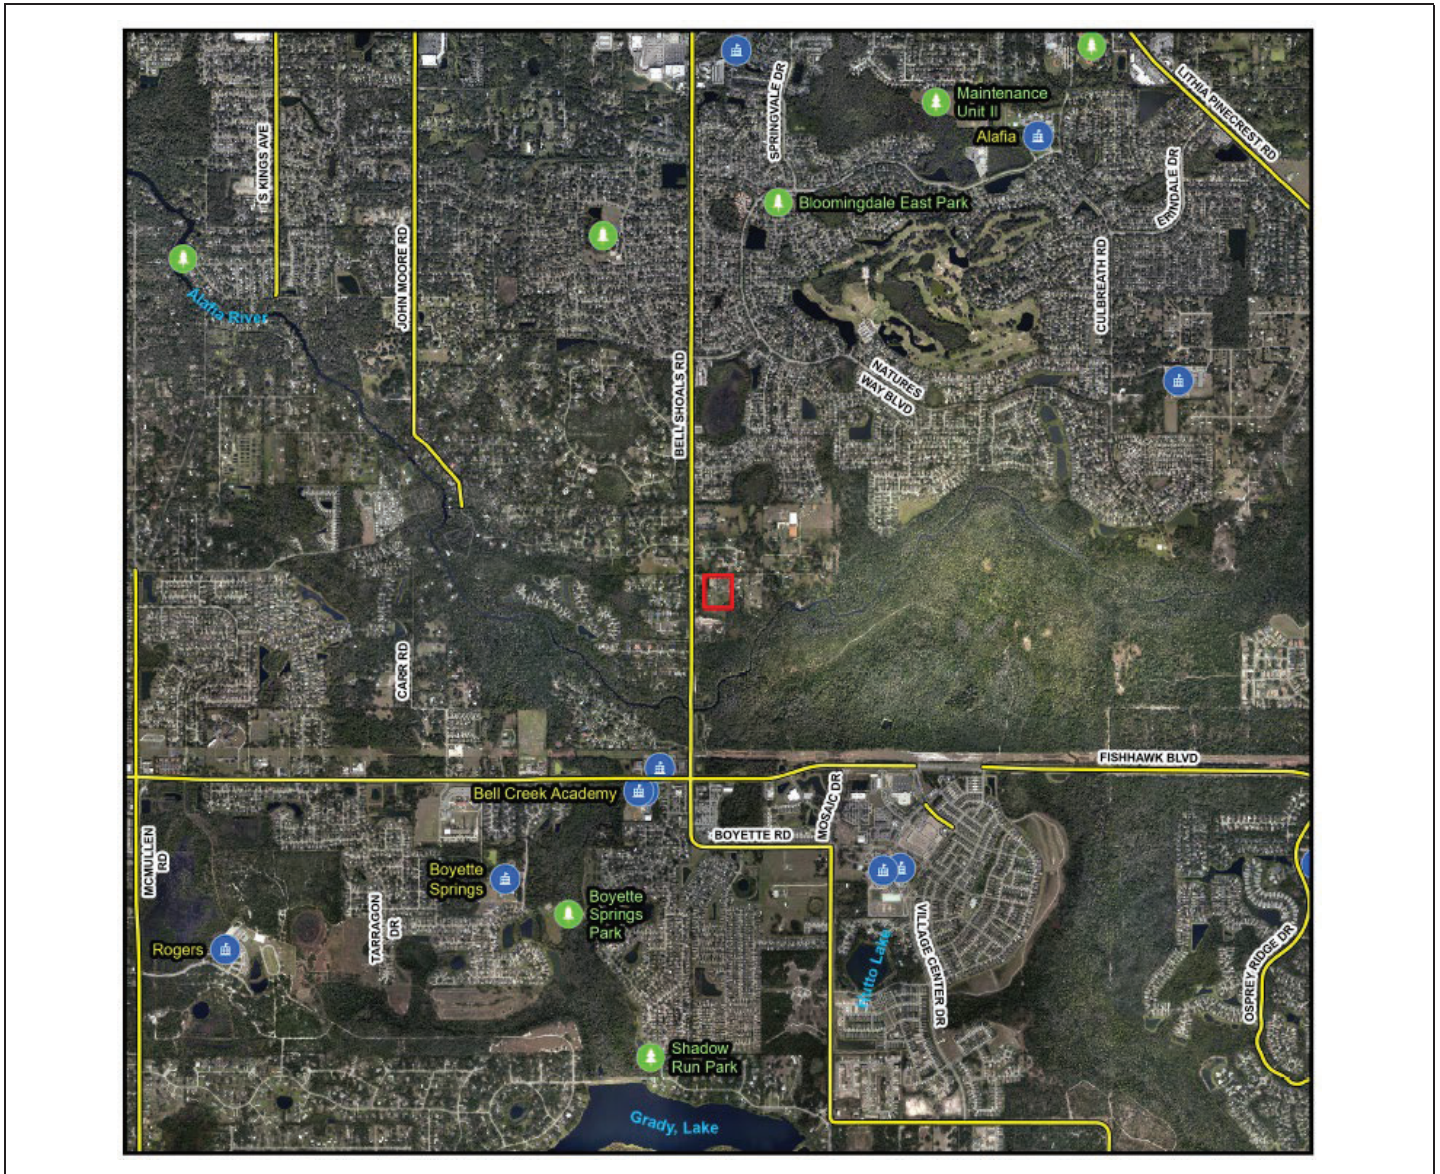 SPRINGVALE DR
LITHIA PINECREST RD
Maintenance
Unit II
Alafia
S KINGS AVE
ERINDALE DR
Bloomingdale East Park
JOHN MOORE RD
CULBREATH RD
Alafia River
BELL SHOALS RD
NATURES
WAY BLVD
CARR RD
FISHHAWK BLVD
Bell Creek Academy
MOSAIC DR
BOYETTE RD
MCMULLEN
RD
Boyette
Springs
Boyette
Springs
Park
TARRAGON
DR
Rogers
Hutto Lake
VILLAGE CENTER DR
OSPREY RIDGE DR
Shadow
Run Park
Grady, Lake